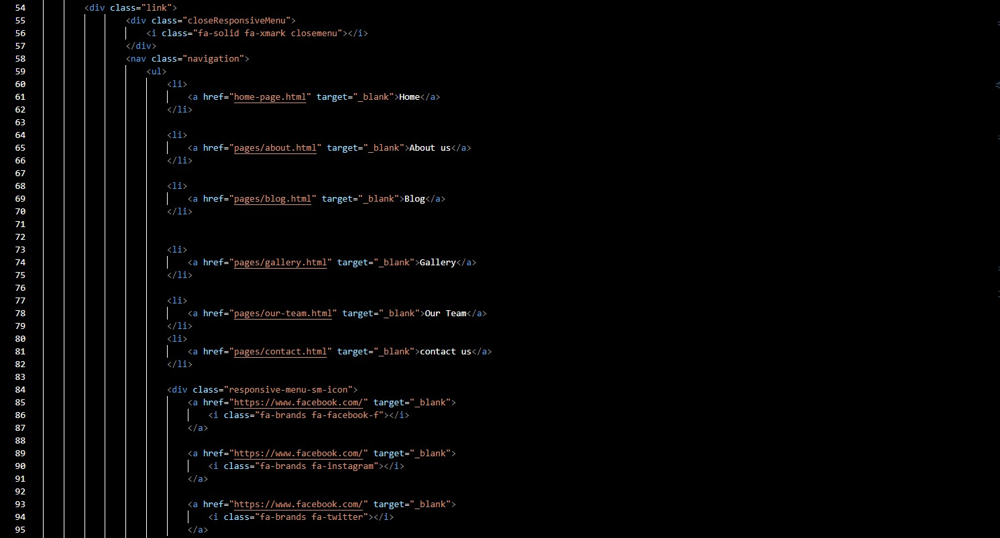 54 <div class="link">
55 <div class="closeResponsiveMenu">
56 <i class="fa-solid fa-xmark closemenu"></i>
57 </div>
58 <nav class="navigation">
59 <ul>
60 <li>
61 <a href="home-page.html" target="_blank">Home</a>
62 </li>
63
64 <li>
65 <a href="pages/about.html" target="_blank">About us</a>
66 </li>
67
68 <li>
69 <a href="pages/blog.html" target="_blank">Blog</a>
70 </li>
71
72
73 <li>
74 <a href="pages/gallery.html" target="_blank">Gallery</a>
75 </li>
76
77 <li>
78 <a href="pages/our-team.html" target="_blank">Our Team</a>
79 </li>
80 <li>
81 <a href="pages/contact.html" target="_blank">contact us</a>
82 </li>
83
84 <div class="responsive-menu-sm-icon">
85 <a href="https://www.facebook.com/" target="_blank">
86 <i class="fa-brands fa-facebook-f"></i>
87 </a>
88
89 <a href="https://www.facebook.com/" target="_blank">
90 <i class="fa-brands fa-instagram"></i>
91 </a>
92
93 <a href="https://www.facebook.com/" target="_blank">
94 <i class="fa-brands fa-twitter"></i>
95 </a>